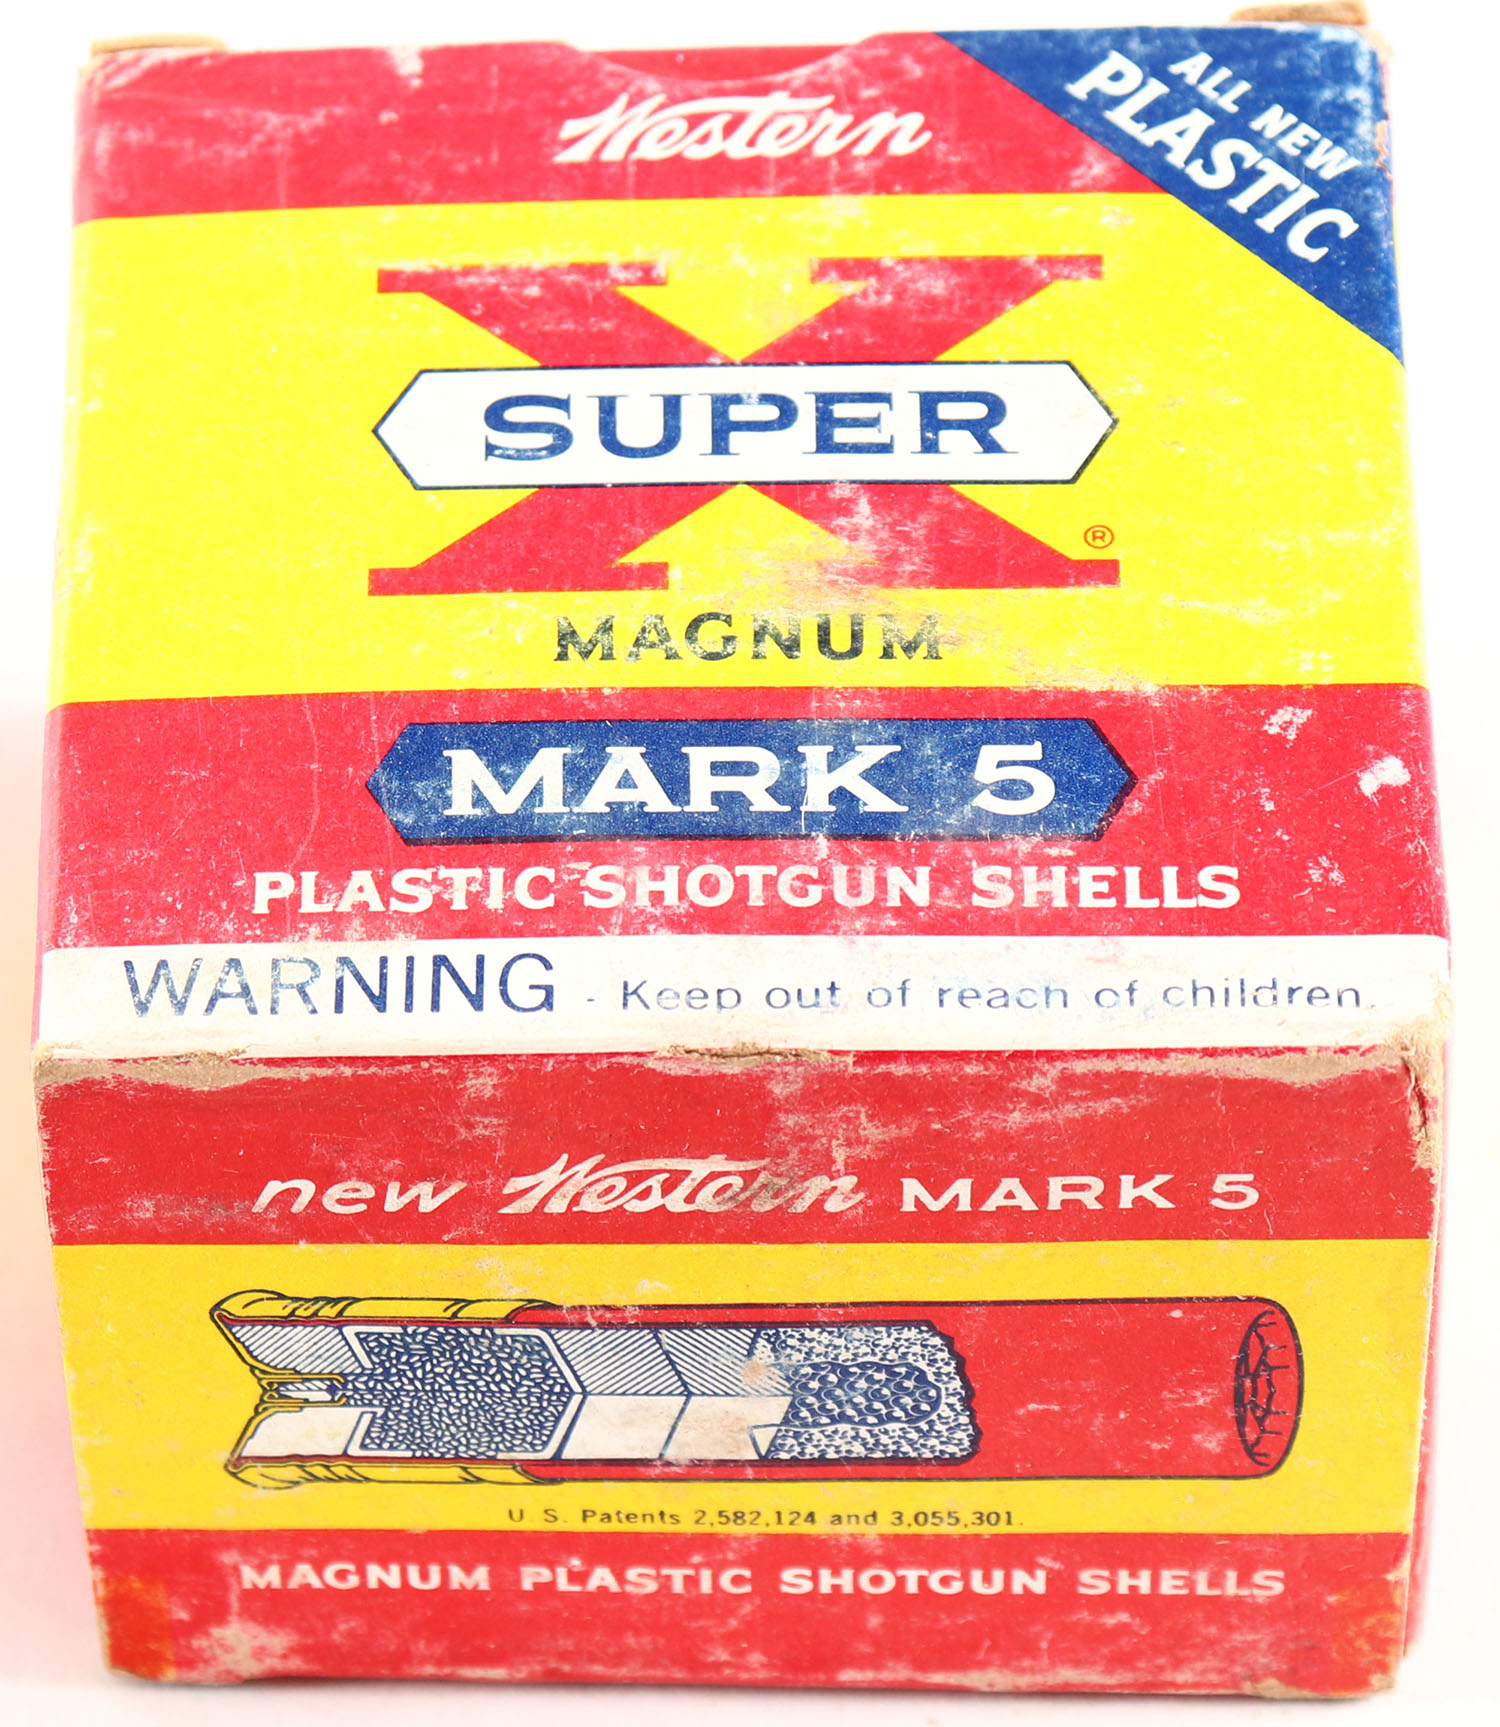 Western
ALL NEW
PLASTIC
X
SUPER
®
MAGNUM
MARK 5
PLASTIC SHOTGUN SHELLS
WARNING - Keep out of reach of children.
new Western MARK 5
U. S. Patents 2,582,124 and 3,055,301.
MAGNUM PLASTIC SHOTGUN SHELLS